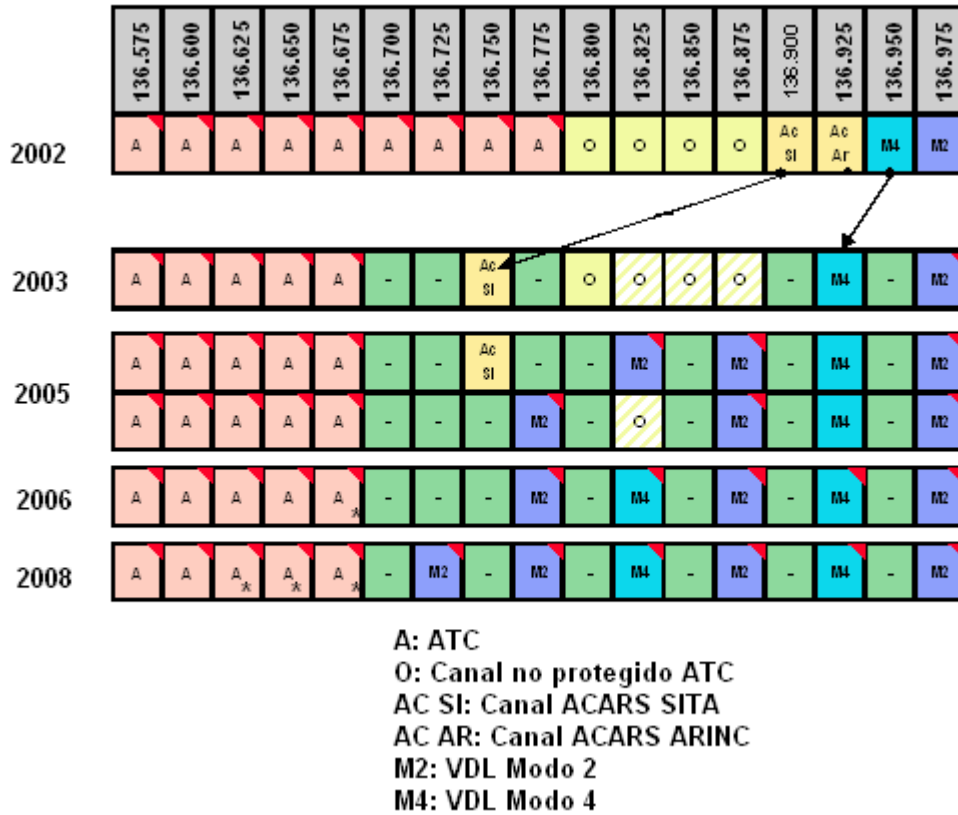 136.575 136.600 136.625 136.650 136.675 136.700 136.725 136.750 136.775 136.800 136.825 136.850 136.875 136.900 136.925 136.950 136.975
2002 A A A A A A A A A O O O O Ac SI Ac Ar M4 M2
2003 A A A A A - - Ac SI - O O O O - M4 - M2
2005
A A A A A - - Ac SI - - M2 - M2 - M4 - M2
A A A A A - - - M2 - O - M2 - M4 - M2
2006 A A A A A* - - - M2 - M4 - M2 - M4 - M2
2008 A A A* A* A* - M2 - M2 - M4 - M2 - M4 - M2
A: ATC
O: Canal no protegido ATC
AC SI: Canal ACARS SITA
AC AR: Canal ACARS ARINC
M2: VDL Modo 2
M4: VDL Modo 4